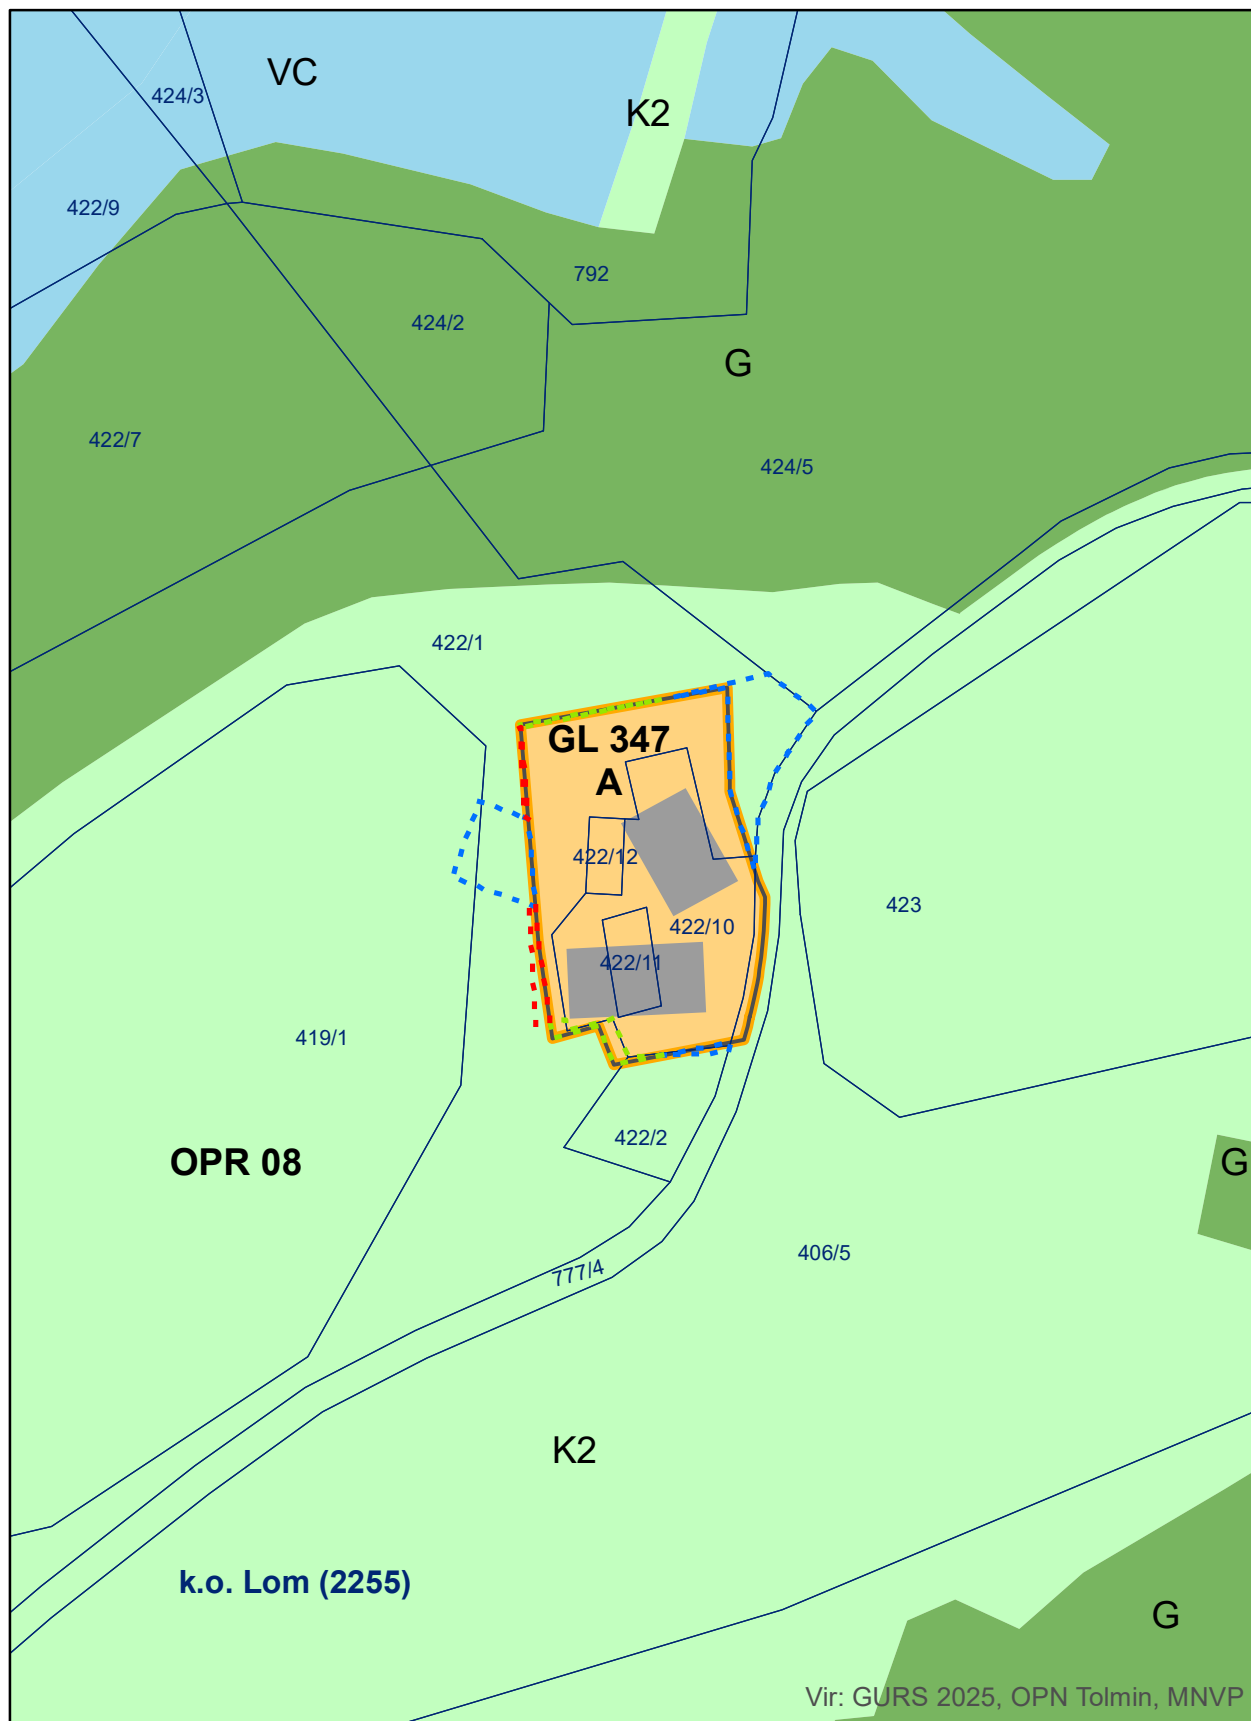 VC
424/3
K2
422/9
792
424/2
G
422/7
424/5
422/1
GL 347
A
422/12
423
422/10
422/11
419/1
422/2
OPR 08
G
406/5
777/4
K2
k.o. Lom (2255)
G
Vir: GURS 2025, OPN Tolmin, MNVP